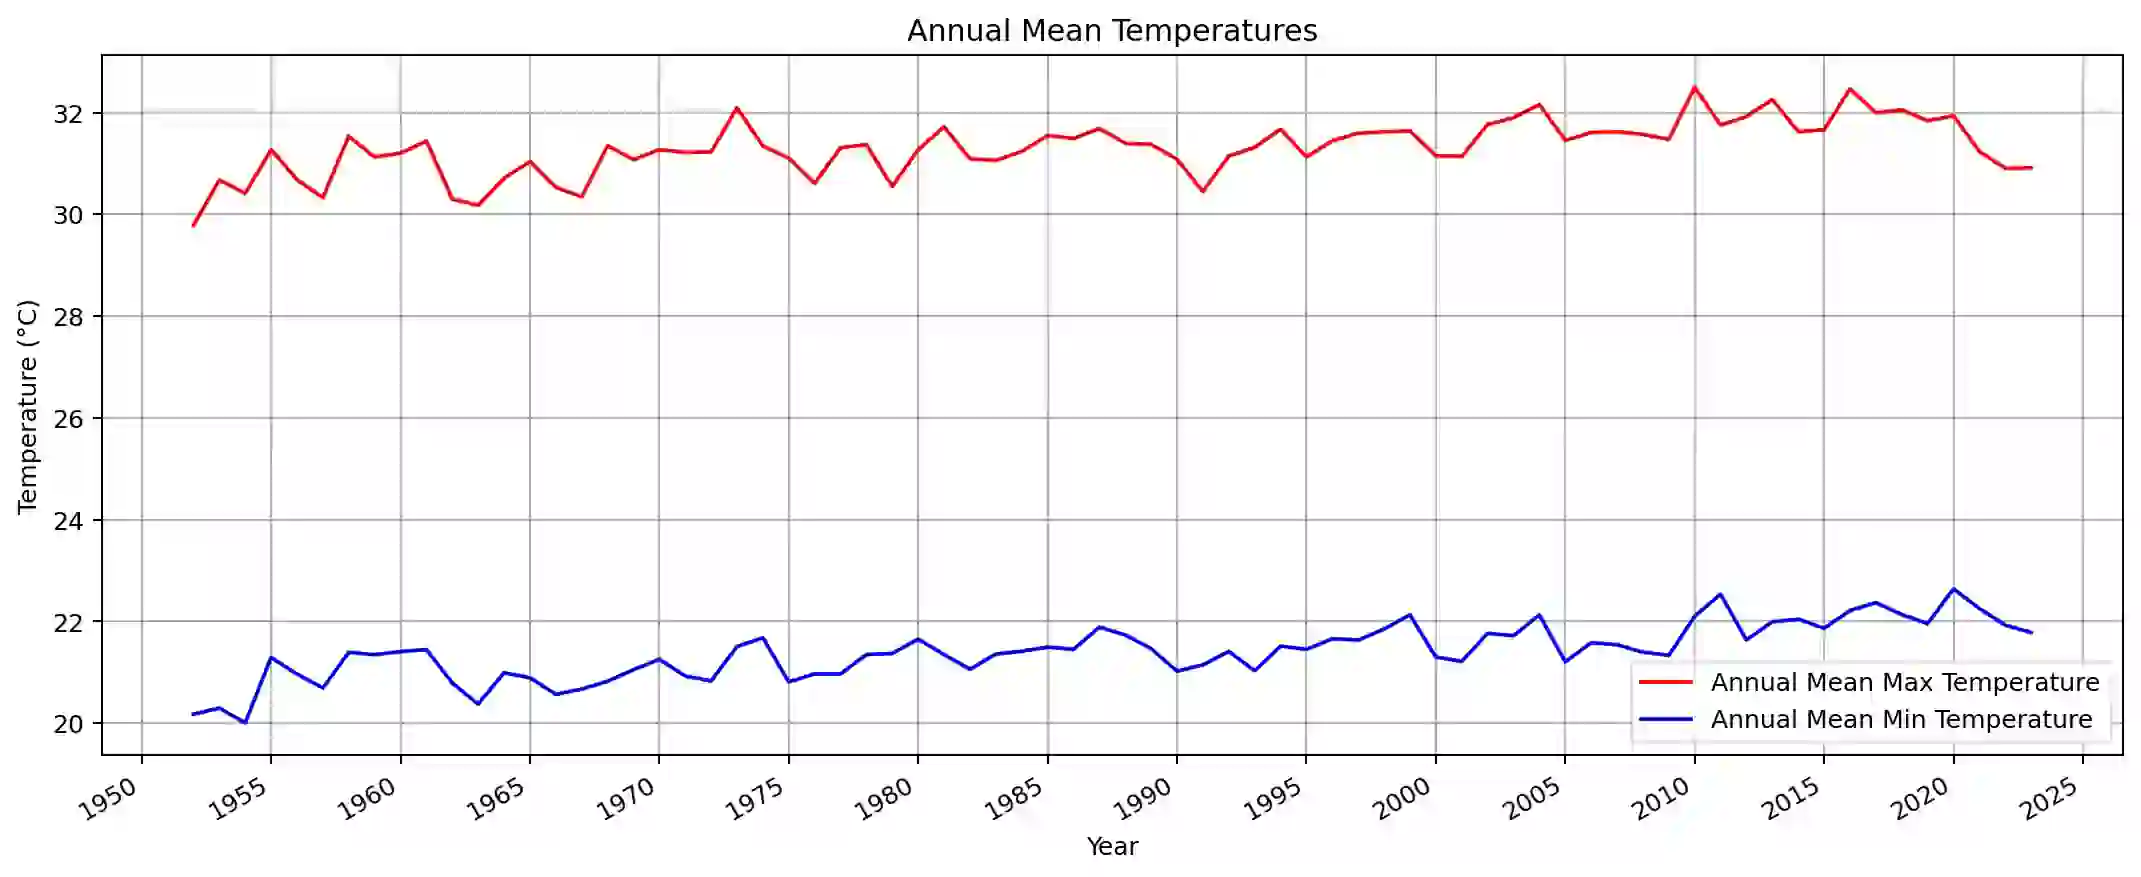 Annual Mean Temperatures
32
30
28
26
24
22
20
Temperature (°C)
Annual Mean Max Temperature
Annual Mean Min Temperature
1950 1955 1960 1965 1970 1975 1980 1985 1990 1995 2000 2005 2010 2015 2020 2025
Year